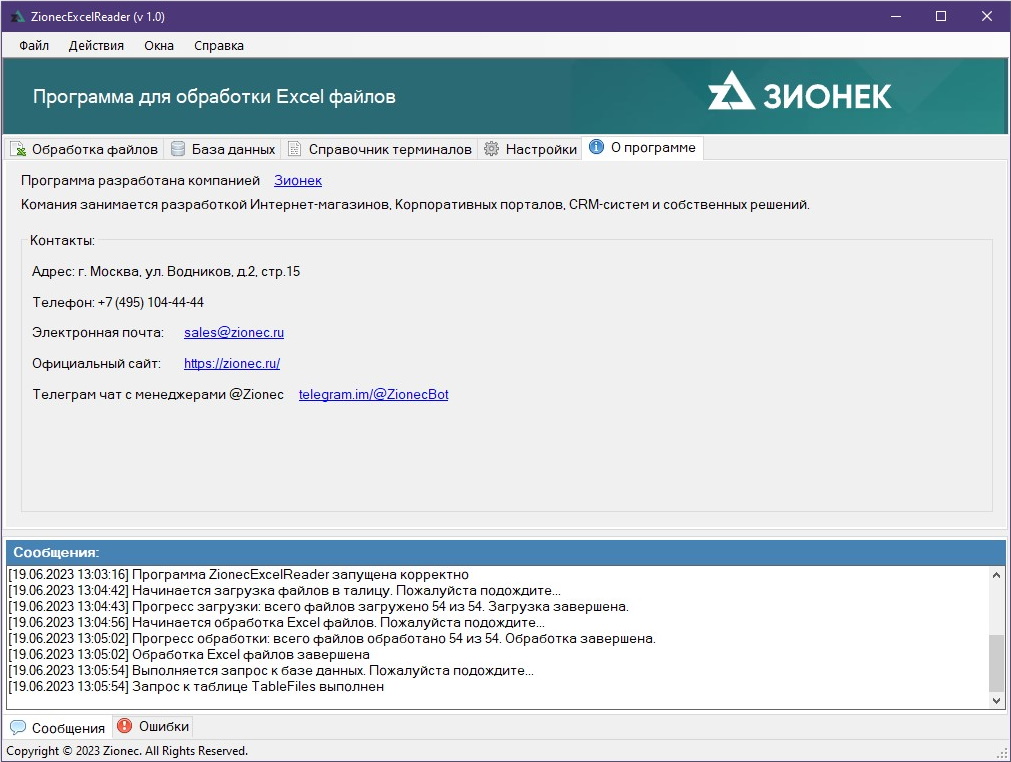 ZionecExcelReader (v 1.0)
Файл Действия Окна Справка
Программа для обработки Excel файлов
ЗИОНЕК
Обработка файлов База данных Справочник терминалов Настройки О программе
Программа разработана компанией Зионек
Комания занимается разработкой Интернет-магазинов, Корпоративных порталов, CRM-систем и собственных решений.
Контакты:
Адрес: г. Москва, ул. Водников, д.2, стр.15
Телефон: +7 (495) 104-44-44
Электронная почта: sales@zionec.ru
Официальный сайт: https://zionec.ru/
Телеграм чат с менеджерами @Zionec telegram.im/@ZionecBot
Сообщения:
[19.06.2023 13:03:16] Программа ZionecExcelReader запущена корректно
[19.06.2023 13:04:42] Начинается загрузка файлов в талицу. Пожалуйста подождите...
[19.06.2023 13:04:43] Прогресс загрузки: всего файлов загружено 54 из 54. Загрузка завершена.
[19.06.2023 13:04:56] Начинается обработка Excel файлов. Пожалуйста подождите...
[19.06.2023 13:05:02] Прогресс обработки: всего файлов обработано 54 из 54. Обработка завершена.
[19.06.2023 13:05:02] Обработка Excel файлов завершена
[19.06.2023 13:05:54] Выполняется запрос к базе данных. Пожалуйста подождите...
[19.06.2023 13:05:54] Запрос к таблице TableFiles выполнен
Сообщения Ошибки
Copyright © 2023 Zionec. All Rights Reserved.